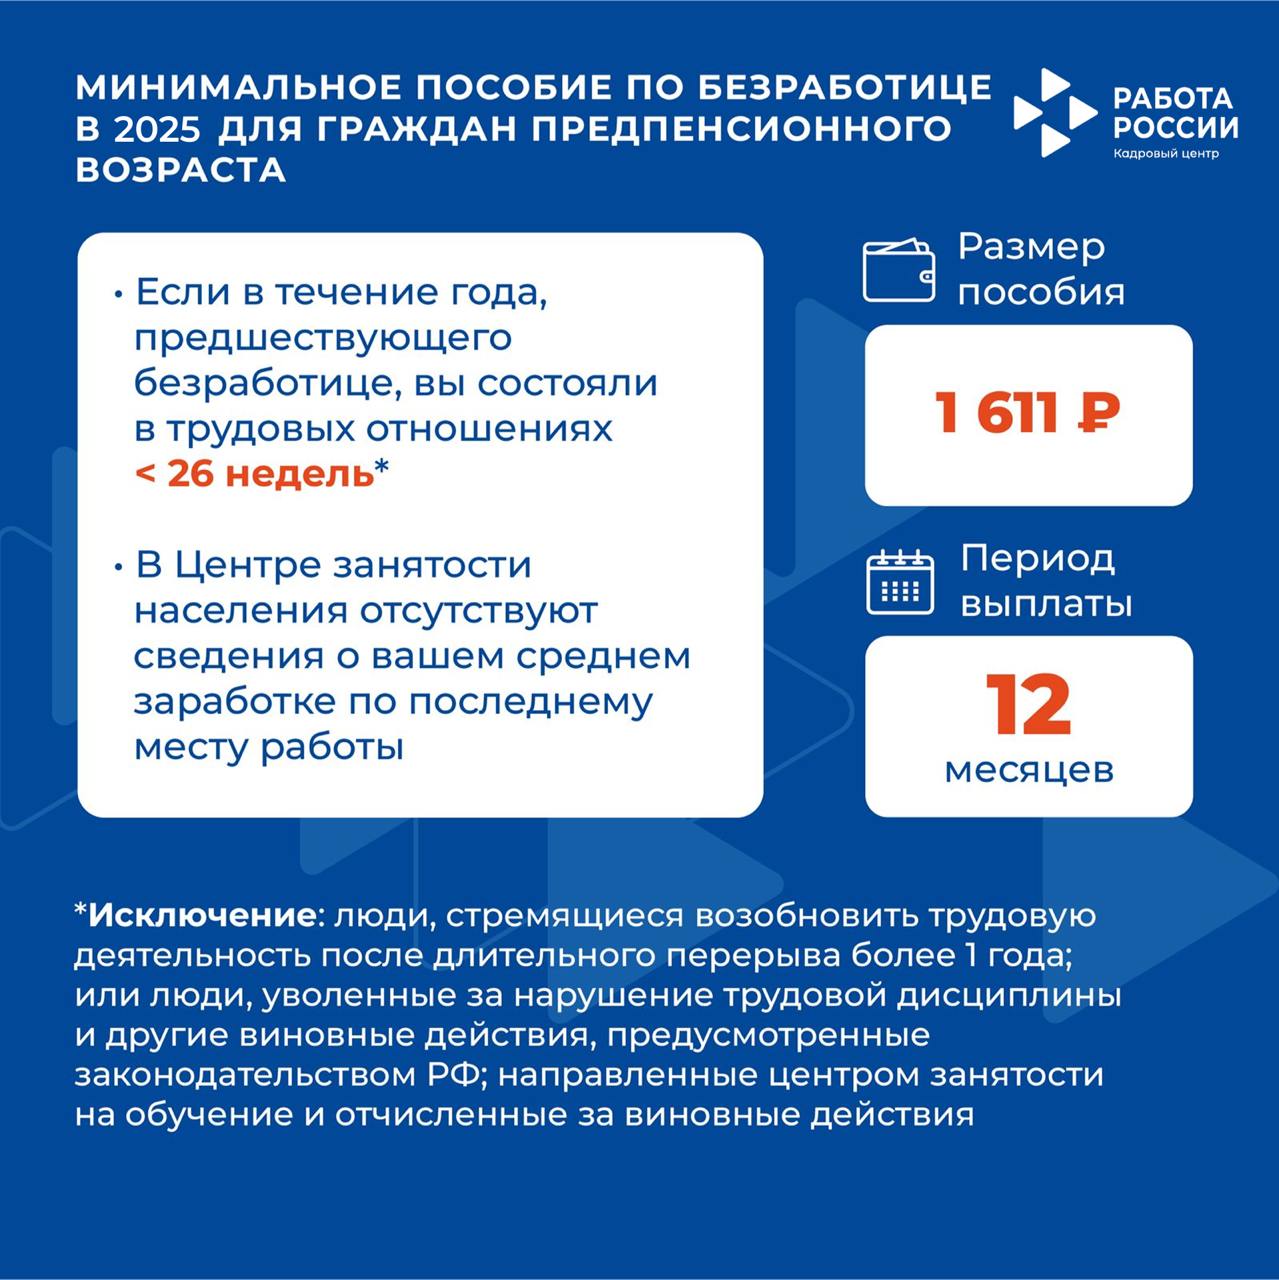 МИНИМАЛЬНОЕ ПОСОБИЕ ПО БЕЗРАБОТИЦЕ
В 2025 ДЛЯ ГРАЖДАН ПРЕДПЕНСИОННОГО
ВОЗРАСТА
РАБОТА
РОССИИ
Кадровый центр
• Если в течение года,
предшествующего
безработице, вы состояли
в трудовых отношениях
< 26 недель*
• В Центре занятости
населения отсутствуют
сведения о вашем среднем
заработке по последнему
месту работы
Размер
пособия
1 611 ₽
Период
выплаты
12
месяцев
*Исключение: люди, стремящиеся возобновить трудовую
деятельность после длительного перерыва более 1 года;
или люди, уволенные за нарушение трудовой дисциплины
и другие виновные действия, предусмотренные
законодательством РФ; направленные центром занятости
на обучение и отчисленные за виновные действия